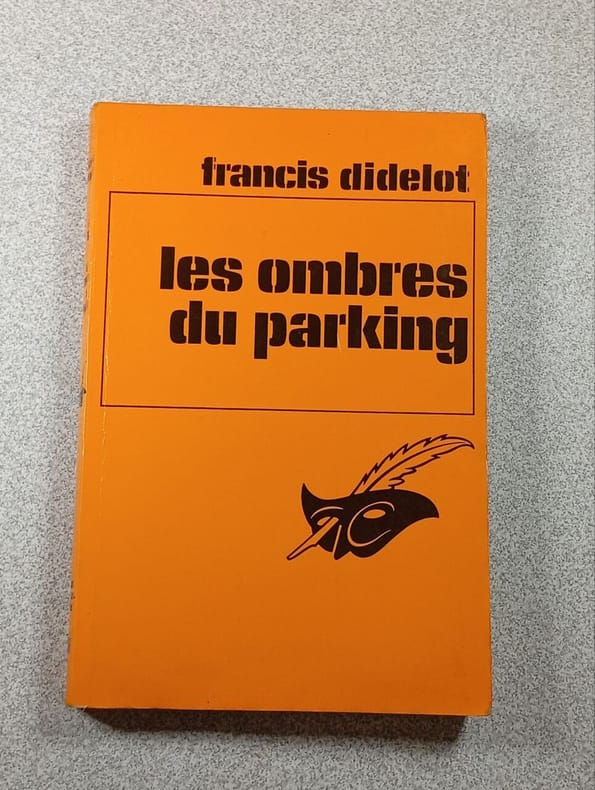 francis didelot
les ombres
du parking